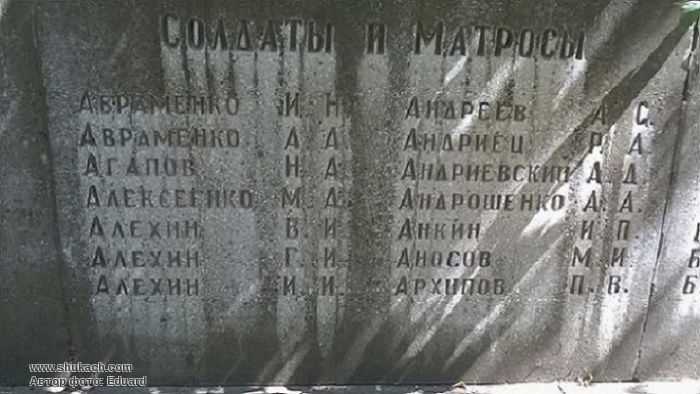 Солдаты и матросы
Авраменко И. Н.
Авраменко А. А.
Агапов Н. А.
Алексеенко М. Д.
Алехин В. И.
Алехин Г. И.
Алехин И. И.
Андреев А. С.
Андриец Р. А.
Андриевский А. Д.
Андрошенко А. А.
Анкин И. П.
Аносов М. И.
Архипов П. В.
www.shukach.com
Автор фото: Eduard